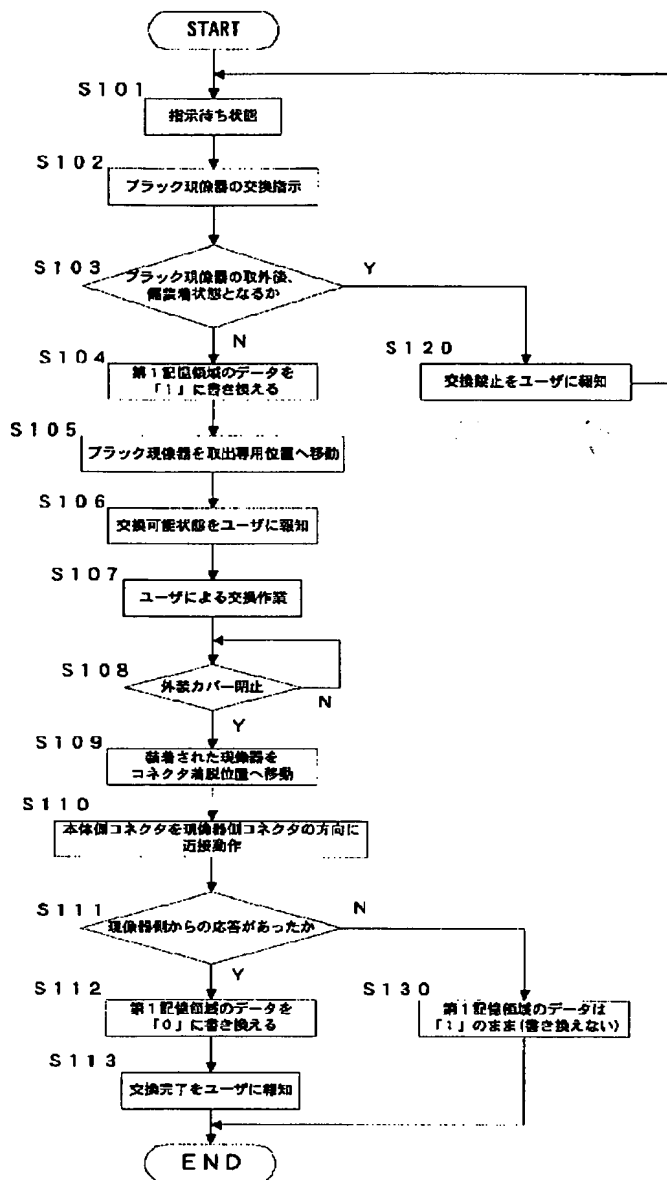 START
S101
指示待ち状態
S102
ブラック現像器の交換指示
S103
ブラック現像器の取外後、
偏装着状態となるか
Y
N
S104
第1記憶領域のデータを
「1」に書き換える
S120
交換禁止をユーザに報知
S105
ブラック現像器を取出専用位置へ移動
S106
交換可能状態をユーザに報知
S107
ユーザによる交換作業
S108
外装カバー閉止
N
Y
S109
装着された現像器を
コネクタ着脱位置へ移動
S110
本体側コネクタを現像器側コネクタの方向に
近接動作
S111
現像器側からの応答があったか
N
Y
S112
第1記憶領域のデータを
「0」に書き換える
S130
第1記憶領域のデータは
「1」のまま(書き換えない)
S113
交換完了をユーザに報知
END